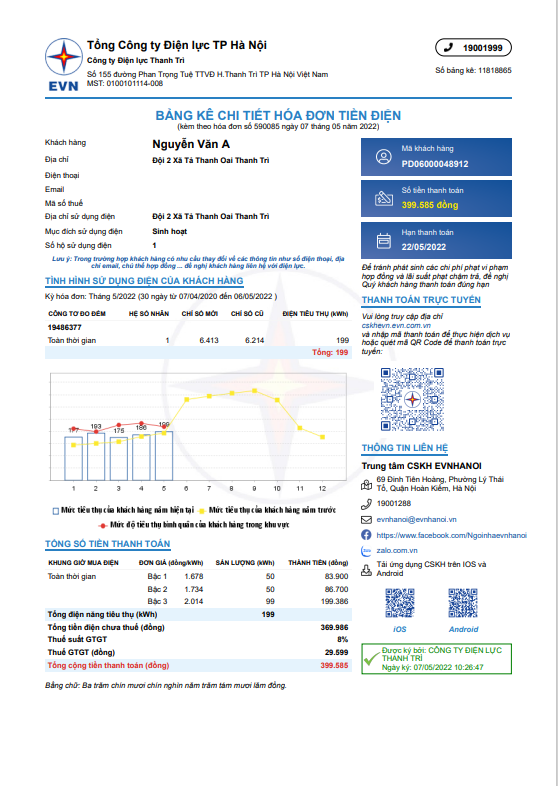 EVN
Tổng Công ty Điện lực TP Hà Nội
Công ty Điện lực Thanh Trì
Số 155 đường Phan Trọng Tuệ TTVĐ H.Thanh Trì TP Hà Nội Việt Nam
MST: 0100101114-008
19001999
Số bảng kê: 11818865
BẢNG KÊ CHI TIẾT HÓA ĐƠN TIỀN ĐIỆN
(kèm theo hóa đơn số 590085 ngày 07 tháng 05 năm 2022)
Khách hàng Nguyễn Văn A
Địa chỉ Đội 2 Xã Tả Thanh Oai Thanh Trì
Điện thoại
Email
Mã số thuế
Địa chỉ sử dụng điện Đội 2 Xã Tả Thanh Oai Thanh Trì
Mục đích sử dụng điện Sinh hoạt
Số hộ sử dụng điện 1
Lưu ý: Trong trường hợp khách hàng có nhu cầu thay đổi về các thông tin như số điện thoại, địa
chỉ email, chủ thể hợp đồng ... đề nghị khách hàng liên hệ với điện lực.
Mã khách hàng
PD06000048912
Số tiền thanh toán
399.585 đồng
Hạn thanh toán
22/05/2022
Để tránh phát sinh các chi phí phạt vi phạm
hợp đồng và lãi suất phạt chậm trả, đề nghị
Quý khách hàng thanh toán đúng hạn
TÌNH HÌNH SỬ DỤNG ĐIỆN CỦA KHÁCH HÀNG
Kỳ hóa đơn: Tháng 5/2022 (30 ngày từ 07/04/2020 đến 06/05/2022 )
CÔNG TƠ ĐO ĐẾM HỆ SỐ NHÂN CHỈ SỐ MỚI CHỈ SỐ CŨ ĐIỆN TIÊU THỤ (kWh)
19486377
Toàn thời gian 1 6.413 6.214 199
Tổng: 199
177 193 175 186 199
1 2 3 4 5 6 7 8 9 10 11 12
Mức tiêu thụ của khách hàng năm hiện tại Mức tiêu thụ của khách hàng năm trước
Mức độ tiêu thụ bình quân của khách hàng trong khu vực
THANH TOÁN TRỰC TUYẾN
Vui lòng truy cập địa chỉ
cskhevn.evn.com.vn
và nhập mã thanh toán để thực hiện dịch vụ
hoặc quét mã QR Code để thanh toán trực
tuyến:
THÔNG TIN LIÊN HỆ
Trung tâm CSKH EVNHANOI
69 Đinh Tiên Hoàng, Phường Lý Thái
Tổ, Quận Hoàn Kiếm, Hà Nội
19001288
evnhanoi@evnhanoi.vn
https://www.facebook.com/Ngoinhaevnhanoi
zalo.com.vn
Tải ứng dụng CSKH trên IOS và
Android
iOS Android
TỔNG SỐ TIỀN THANH TOÁN
KHUNG GIỜ MUA ĐIỆN ĐƠN GIÁ (đồng/kWh) SẢN LƯỢNG (kWh) THÀNH TIỀN (đồng)
Toàn thời gian Bậc 1 1.678 50 83.900
Bậc 2 1.734 50 86.700
Bậc 3 2.014 99 199.386
Tổng điện năng tiêu thụ (kWh) 199
Tổng tiền điện chưa thuế (đồng) 369.986
Thuế suất GTGT 8%
Thuế GTGT (đồng) 29.599
Tổng cộng tiền thanh toán (đồng) 399.585
Bằng chữ: Ba trăm chín mươi chín nghìn năm trăm tám mươi lăm đồng.
Được ký bởi: CÔNG TY ĐIỆN LỰC
THANH TRÌ
Ngày ký: 07/05/2022 10:26:47